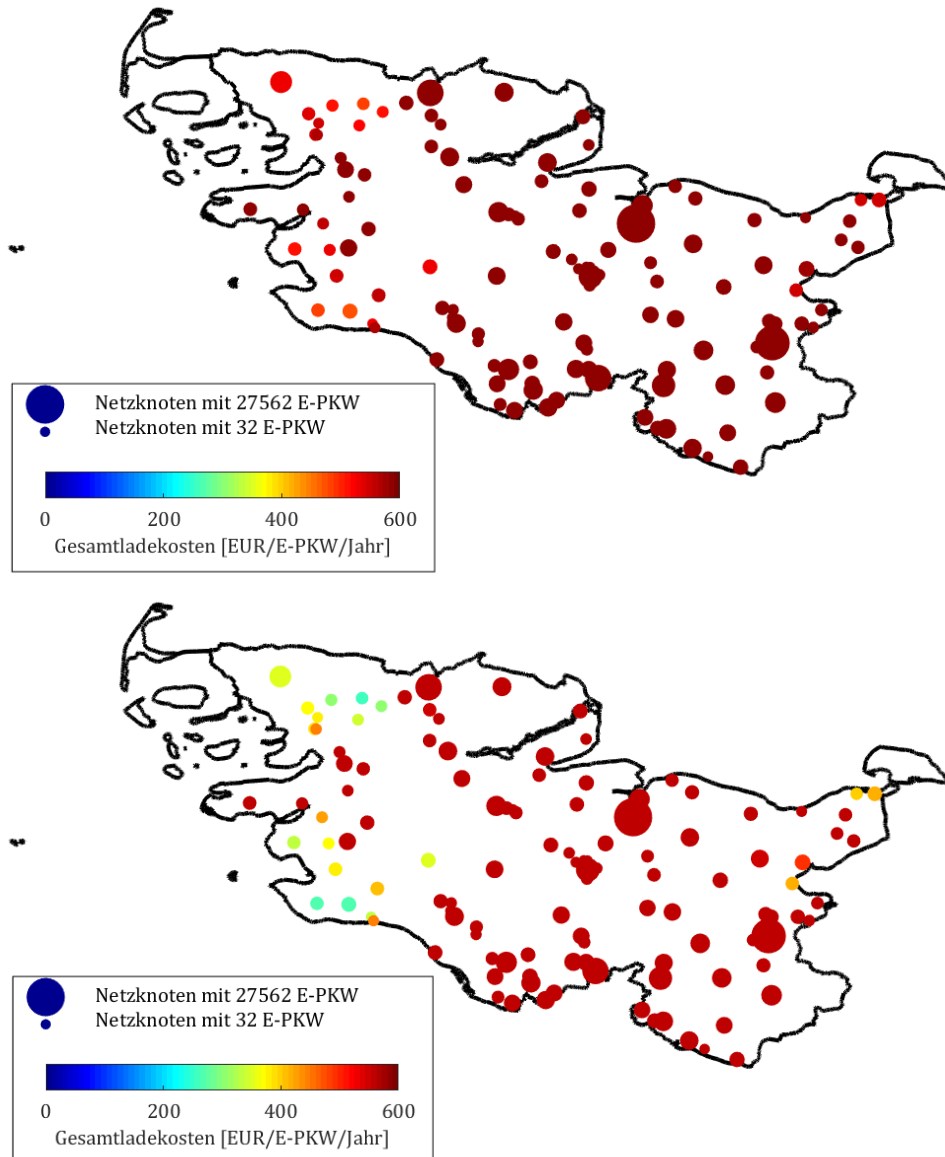 Netzknoten mit 27562 E-PKW
Netzknoten mit 32 E-PKW
0 200 400 600
Gesamtladekosten [EUR/E-PKW/Jahr]
Netzknoten mit 27562 E-PKW
Netzknoten mit 32 E-PKW
0 200 400 600
Gesamtladekosten [EUR/E-PKW/Jahr]